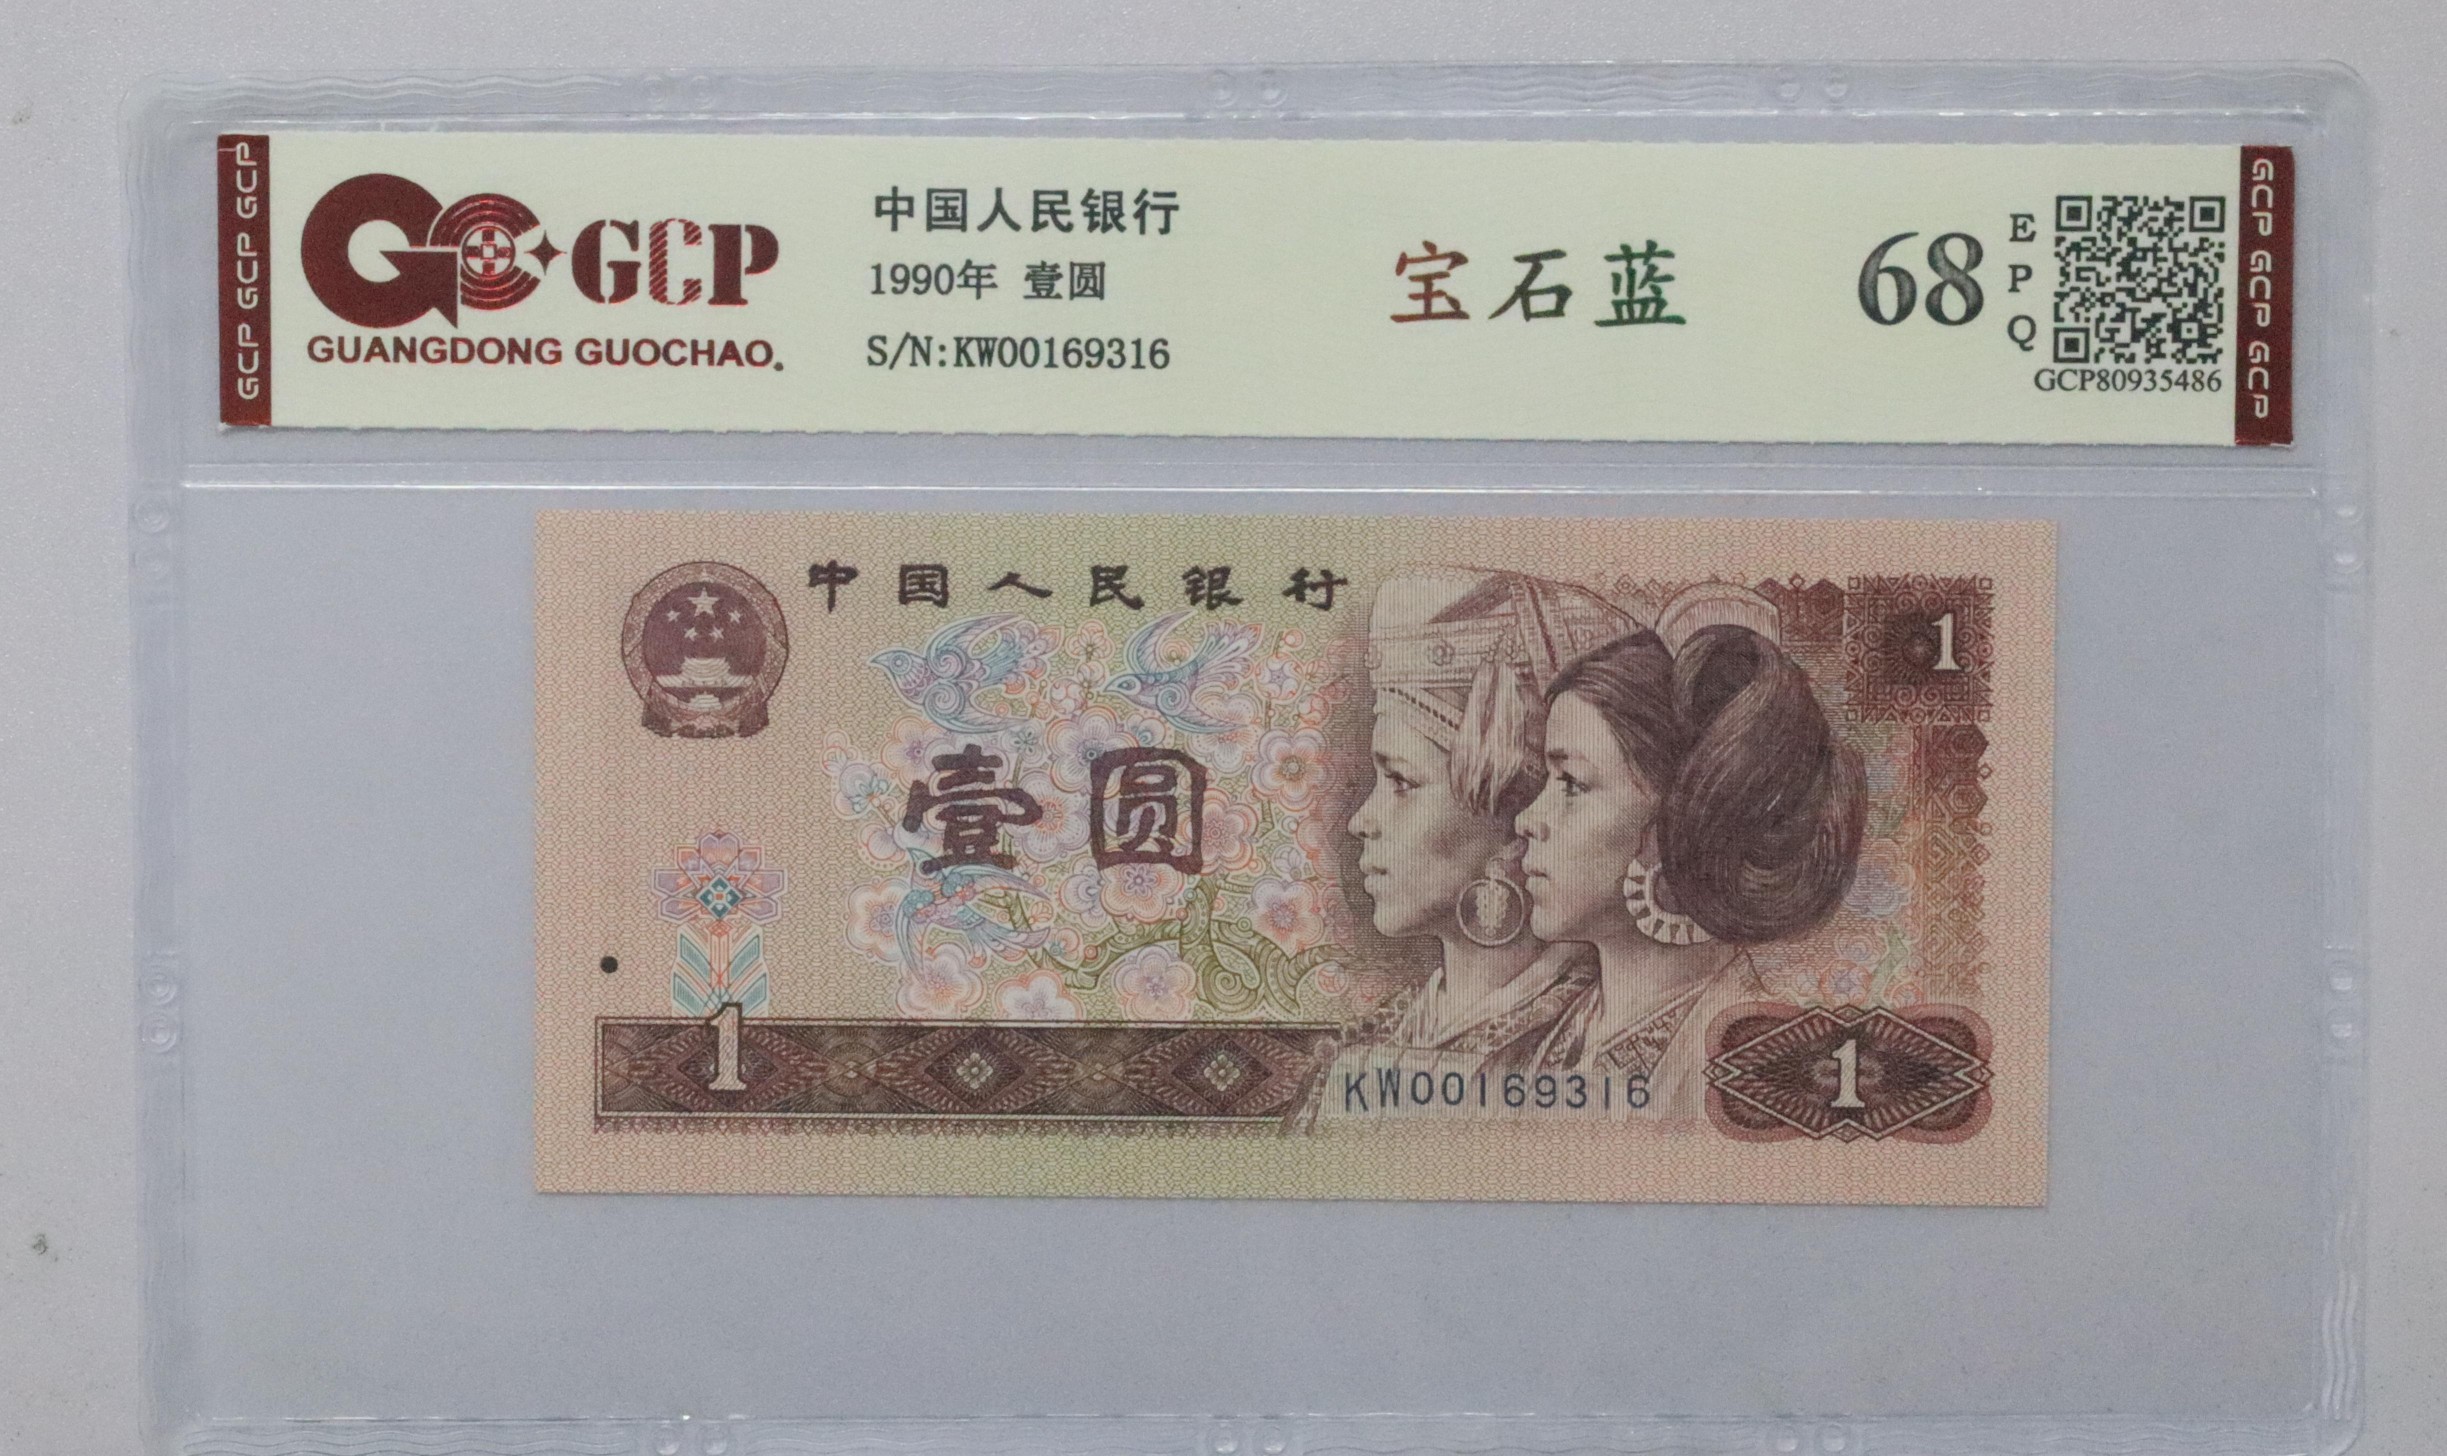 GCP GCP GCP
GCP
GUANGDONG GUOCHAO.
中国人民银行
1990年 壹圆
S/N:KW00169316
宝石蓝
68
EPQ
GCP80935486
GCP GCP GCP
中国人民银行
1
壹圆
1
KW00169316
1